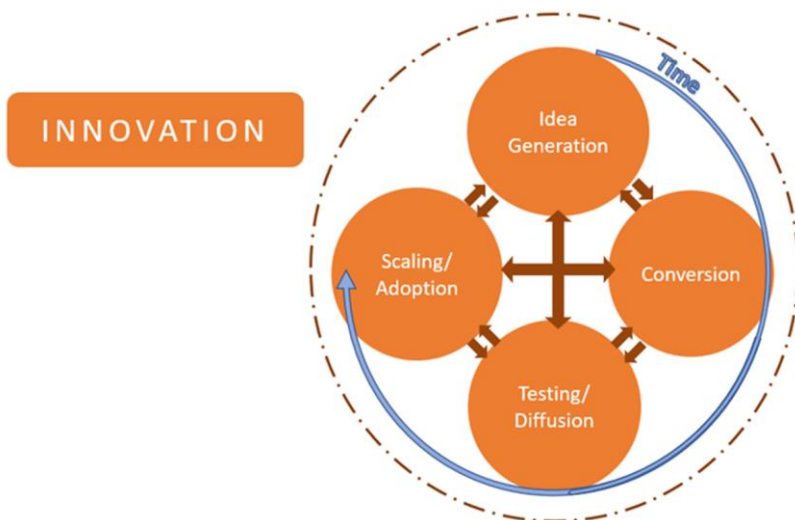 INNOVATION
Time
Idea
Generation
Scaling/
Adoption
Conversion
Testing/
Diffusion